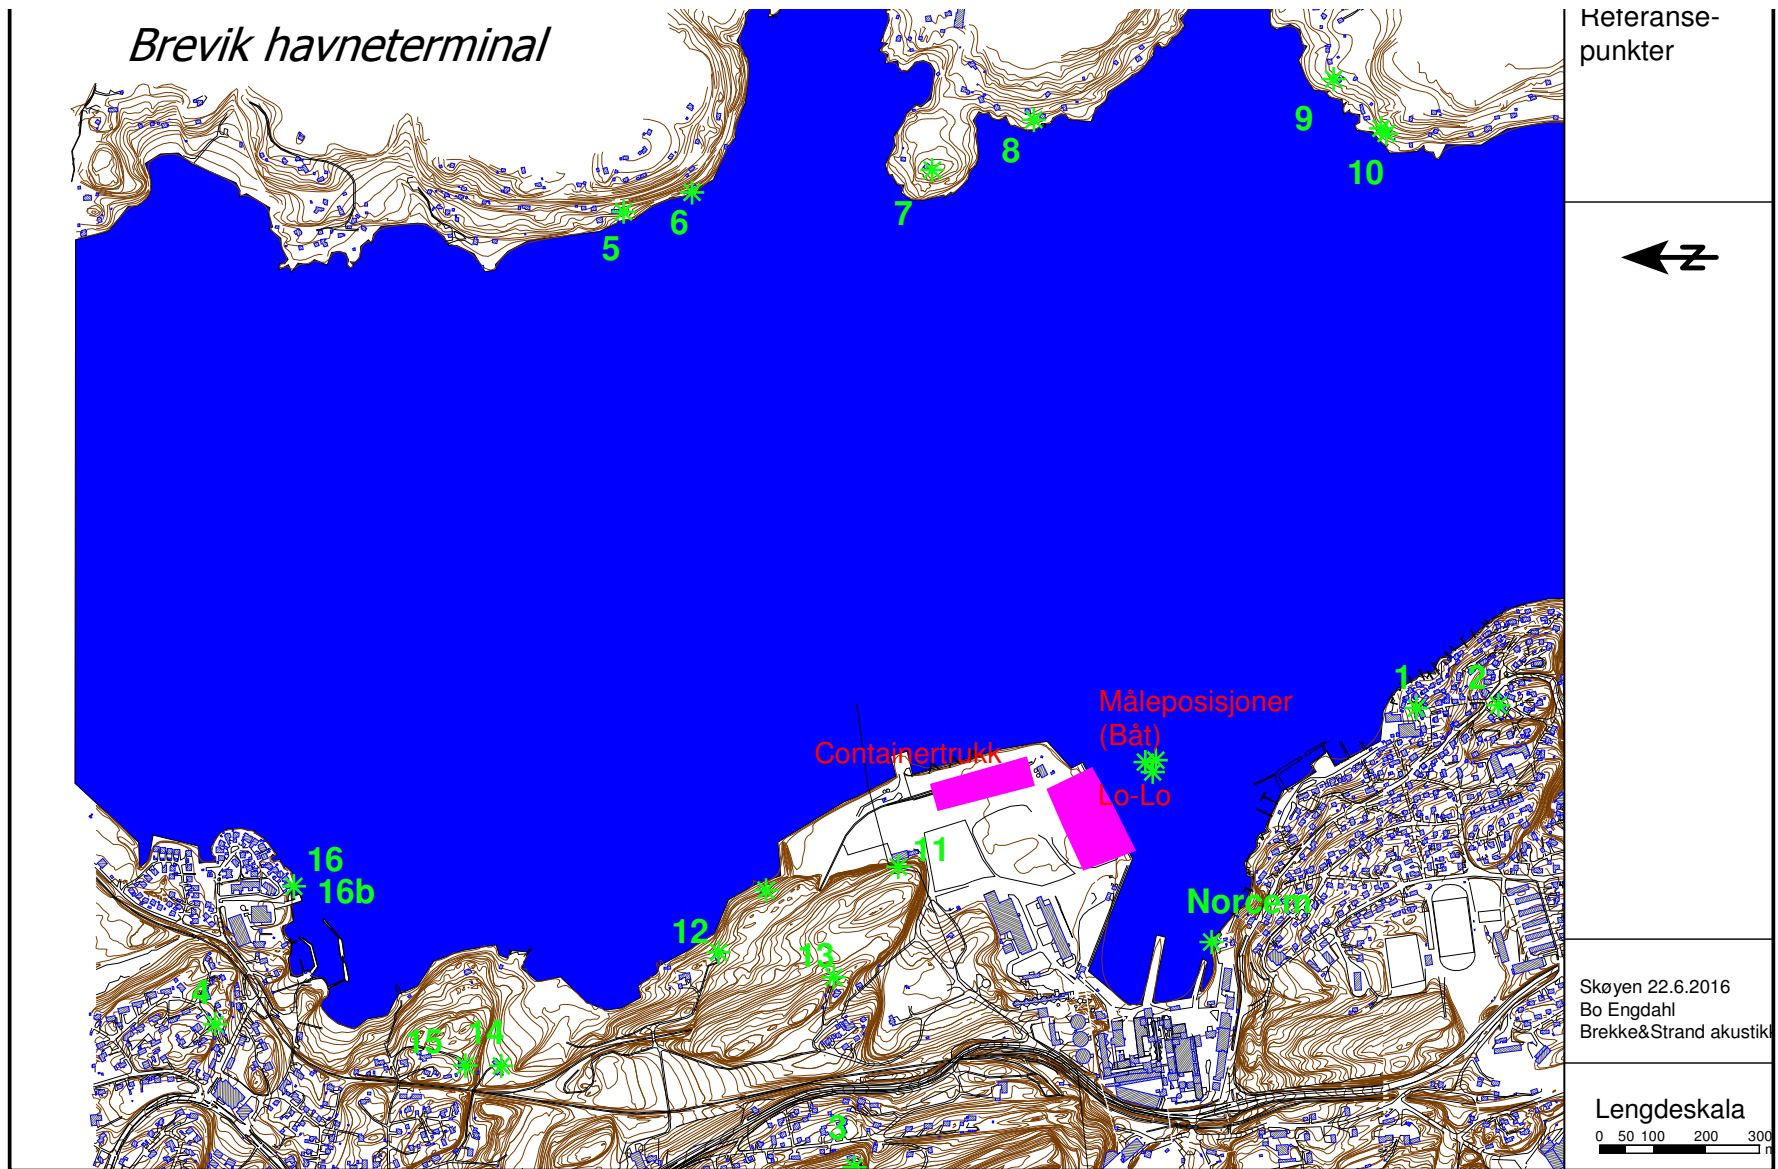 Brevik havneterminal
Referanse-
punkter
9
8
10
7
6
5
Z
1
2
Måleposisjoner
(Båt)
Containertrukk
Lo-Lo
11
16
16b
Norcem
12
13
4
15
14
3
Skøyen 22.6.2016
Bo Engdahl
Brekke&Strand akustikk
Lengdeskala
0 50 100 200 300